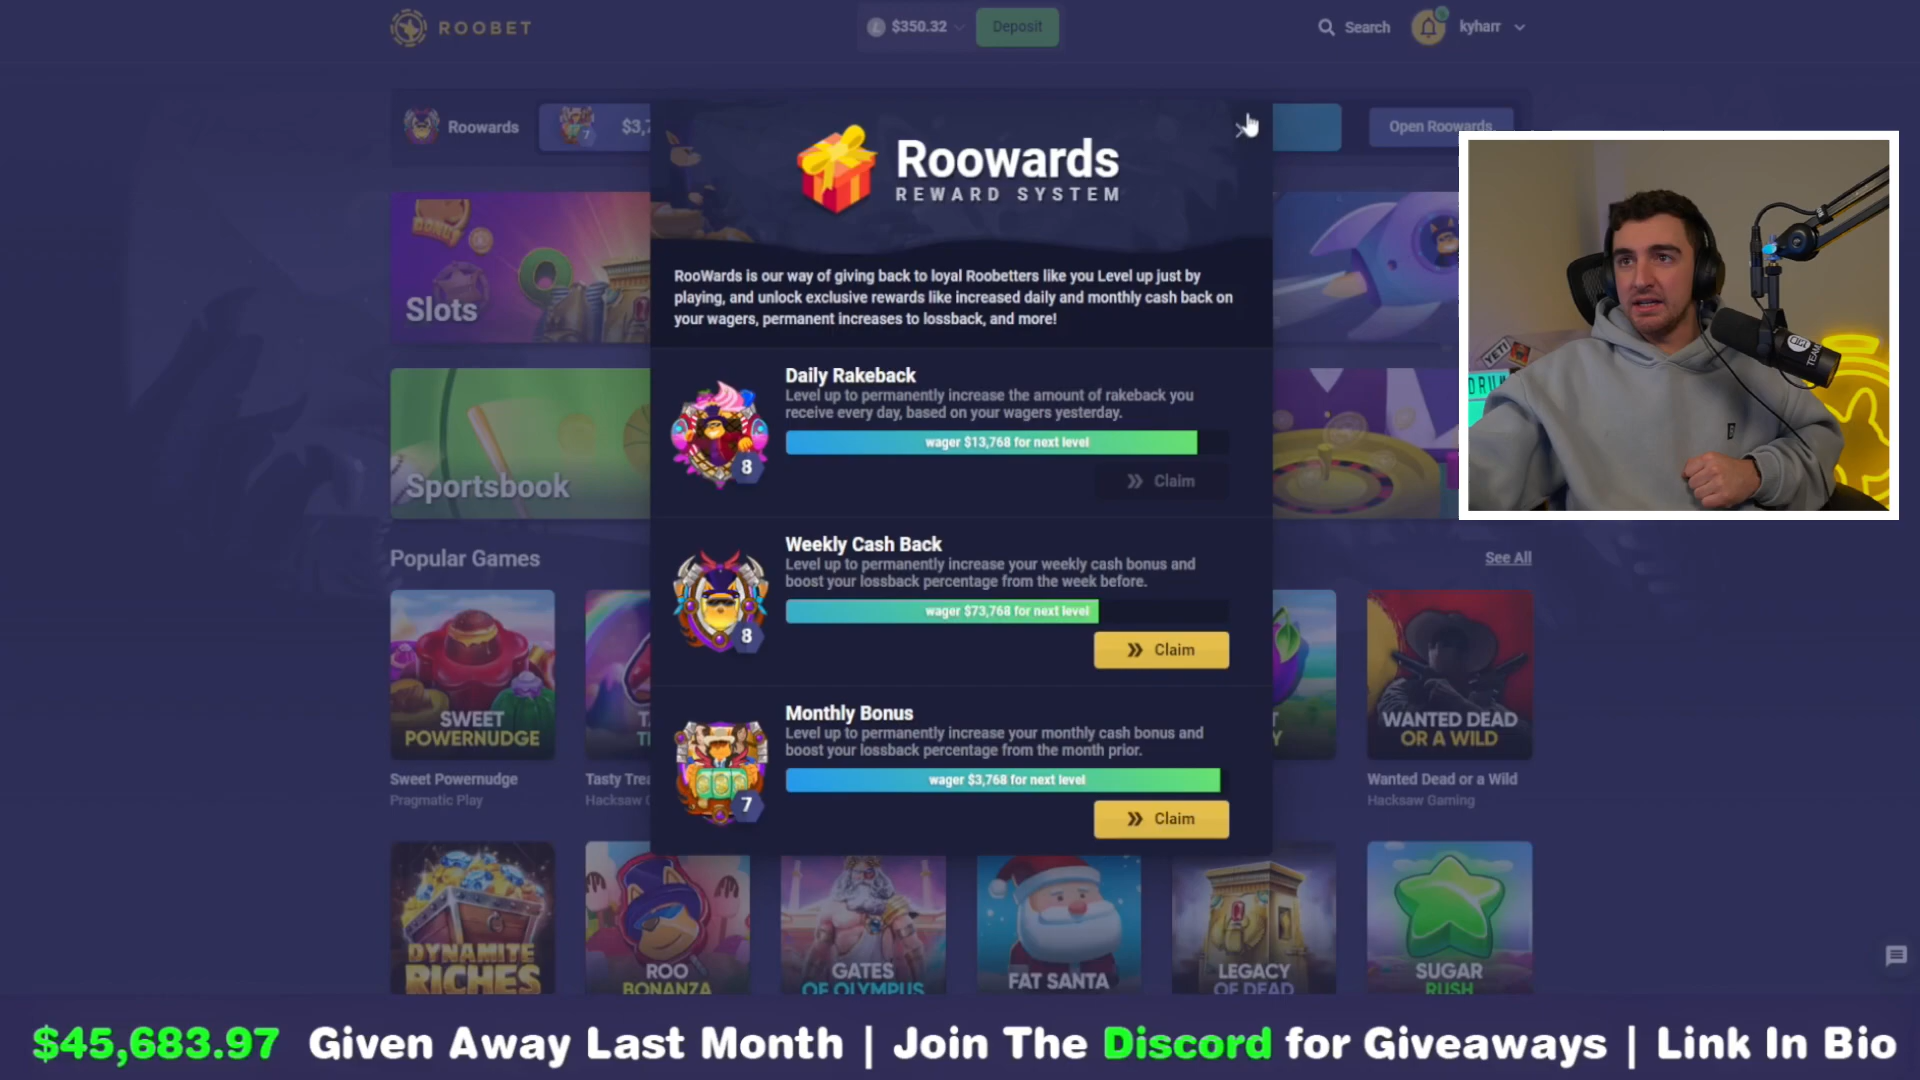 ROOBET
$350.32
Deposit
Search
kyharr
Roowards
7
$3,7
Open Roowards
Roowards
REWARD SYSTEM
RooWards is our way of giving back to loyal Roobetters like you Level up just by
playing, and unlock exclusive rewards like increased daily and monthly cash back on
your wagers, permanent increases to lossback, and more!
Daily Rakeback
Level up to permanently increase the amount of rakeback you
receive every day, based on your wagers yesterday.
wager $13,768 for next level
8
Claim
Weekly Cash Back
Level up to permanently increase your weekly cash bonus and
boost your lossback percentage from the week before.
wager $73,768 for next level
8
Claim
Monthly Bonus
Level up to permanently increase your monthly cash bonus and
boost your lossback percentage from the month prior.
wager $3,768 for next level
7
Claim
BONUS
Slots
Sportsbook
YETI
TEAM
Popular Games
See All
SWEET
POWERNUDGE
WANTED DEAD
OR A WILD
Sweet Powernudge
Pragmatic Play
Tasty Trea
Hacksaw G
Wanted Dead or a Wild
Hacksaw Gaming
DYNAMITE
RICHES
ROO
BONANZA
GATES
OF OLYMPUS
FAT SANTA
LEGACY
OF DEAD
SUGAR
RUSH
$45,683.97 Given Away Last Month | Join The Discord for Giveaways | Link In Bio